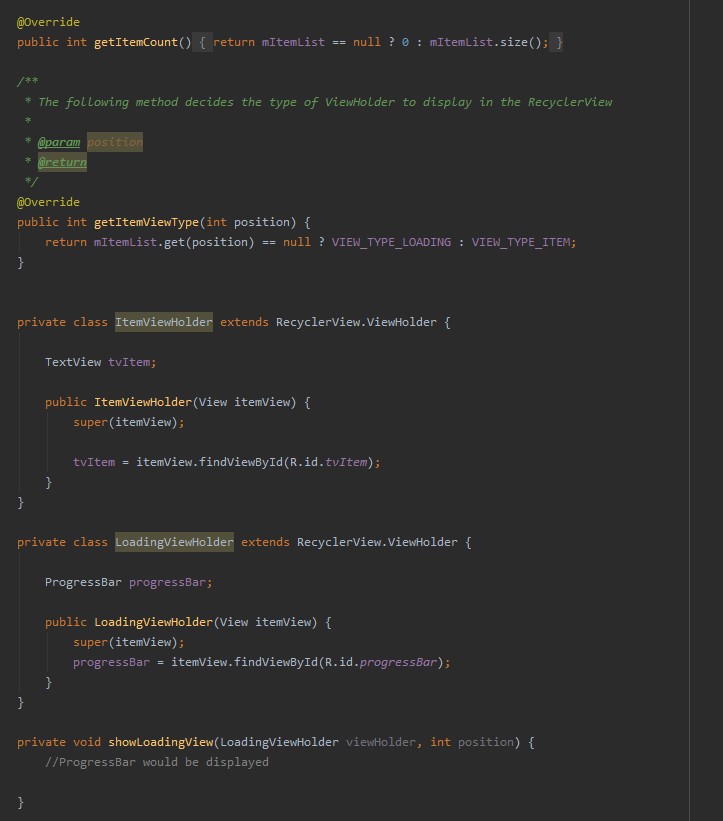 @Override
public int getItemCount() { return mItemList == null ? 0 : mItemList.size(); }
/**
* The following method decides the type of ViewHolder to display in the RecyclerView
*
* @param position
* @return
*/
@Override
public int getItemViewType(int position) {
return mItemList.get(position) == null ? VIEW_TYPE_LOADING : VIEW_TYPE_ITEM;
}
private class ItemViewHolder extends RecyclerView.ViewHolder {
TextView tvItem;
public ItemViewHolder(View itemView) {
super(itemView);
tvItem = itemView.findViewById(R.id.tvItem);
}
}
private class LoadingViewHolder extends RecyclerView.ViewHolder {
ProgressBar progressBar;
public LoadingViewHolder(View itemView) {
super(itemView);
progressBar = itemView.findViewById(R.id.progressBar);
}
}
private void showLoadingView(LoadingViewHolder viewHolder, int position) {
//ProgressBar would be displayed
}